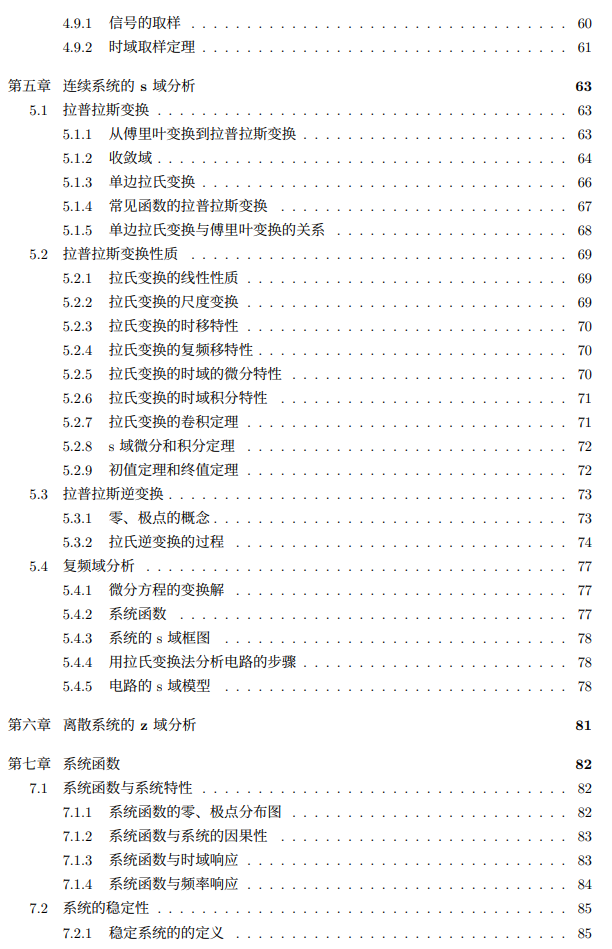 4.9.1 信号的取样 . . . . . . . . . . . . . . . . . . . . . . . . . . . . . . . . 60
4.9.2 时域取样定理 . . . . . . . . . . . . . . . . . . . . . . . . . . . . . . . 61
第五章 连续系统的 s 域分析 63
5.1 拉普拉斯变换 . . . . . . . . . . . . . . . . . . . . . . . . . . . . . . . . . . 63
5.1.1 从傅里叶变换到拉普拉斯变换 . . . . . . . . . . . . . . . . . . . . . . 63
5.1.2 收敛域 . . . . . . . . . . . . . . . . . . . . . . . . . . . . . . . . . . 64
5.1.3 单边拉氏变换 . . . . . . . . . . . . . . . . . . . . . . . . . . . . . . . 66
5.1.4 常见函数的拉普拉斯变换 . . . . . . . . . . . . . . . . . . . . . . . . 67
5.1.5 单边拉氏变换与傅里叶变换的关系 . . . . . . . . . . . . . . . . . . . 68
5.2 拉普拉斯变换性质 . . . . . . . . . . . . . . . . . . . . . . . . . . . . . . . . 69
5.2.1 拉氏变换的线性性质 . . . . . . . . . . . . . . . . . . . . . . . . . . . 69
5.2.2 拉氏变换的尺度变换 . . . . . . . . . . . . . . . . . . . . . . . . . . . 69
5.2.3 拉氏变换的时移特性 . . . . . . . . . . . . . . . . . . . . . . . . . . . 70
5.2.4 拉氏变换的复频移特性 . . . . . . . . . . . . . . . . . . . . . . . . . . 70
5.2.5 拉氏变换的时域的微分特性 . . . . . . . . . . . . . . . . . . . . . . . 70
5.2.6 拉氏变换的时域积分特性 . . . . . . . . . . . . . . . . . . . . . . . . 71
5.2.7 拉氏变换的卷积定理 . . . . . . . . . . . . . . . . . . . . . . . . . . . 71
5.2.8 s 域微分和积分定理 . . . . . . . . . . . . . . . . . . . . . . . . . . . 72
5.2.9 初值定理和终值定理 . . . . . . . . . . . . . . . . . . . . . . . . . . . 72
5.3 拉普拉斯逆变换 . . . . . . . . . . . . . . . . . . . . . . . . . . . . . . . . . 73
5.3.1 零、极点的概念 . . . . . . . . . . . . . . . . . . . . . . . . . . . . . . 73
5.3.2 拉氏逆变换的过程 . . . . . . . . . . . . . . . . . . . . . . . . . . . . 74
5.4 复频域分析 . . . . . . . . . . . . . . . . . . . . . . . . . . . . . . . . . . . 77
5.4.1 微分方程的变换解 . . . . . . . . . . . . . . . . . . . . . . . . . . . . 77
5.4.2 系统函数 . . . . . . . . . . . . . . . . . . . . . . . . . . . . . . . . . 77
5.4.3 系统的 s 域框图 . . . . . . . . . . . . . . . . . . . . . . . . . . . . . 78
5.4.4 用拉氏变换法分析电路的步骤 . . . . . . . . . . . . . . . . . . . . . . 78
5.4.5 电路的 s 域模型 . . . . . . . . . . . . . . . . . . . . . . . . . . . . . 78
第六章 离散系统的 z 域分析 81
第七章 系统函数 82
7.1 系统函数与系统特性 . . . . . . . . . . . . . . . . . . . . . . . . . . . . . . . 82
7.1.1 系统函数的零、极点分布图 . . . . . . . . . . . . . . . . . . . . . . . 82
7.1.2 系统函数与系统的因果性 . . . . . . . . . . . . . . . . . . . . . . . . 83
7.1.3 系统函数与时域响应 . . . . . . . . . . . . . . . . . . . . . . . . . . . 83
7.1.4 系统函数与频率响应 . . . . . . . . . . . . . . . . . . . . . . . . . . . 84
7.2 系统的稳定性 . . . . . . . . . . . . . . . . . . . . . . . . . . . . . . . . . . 85
7.2.1 稳定系统的的定义 . . . . . . . . . . . . . . . . . . . . . . . . . . . . 85